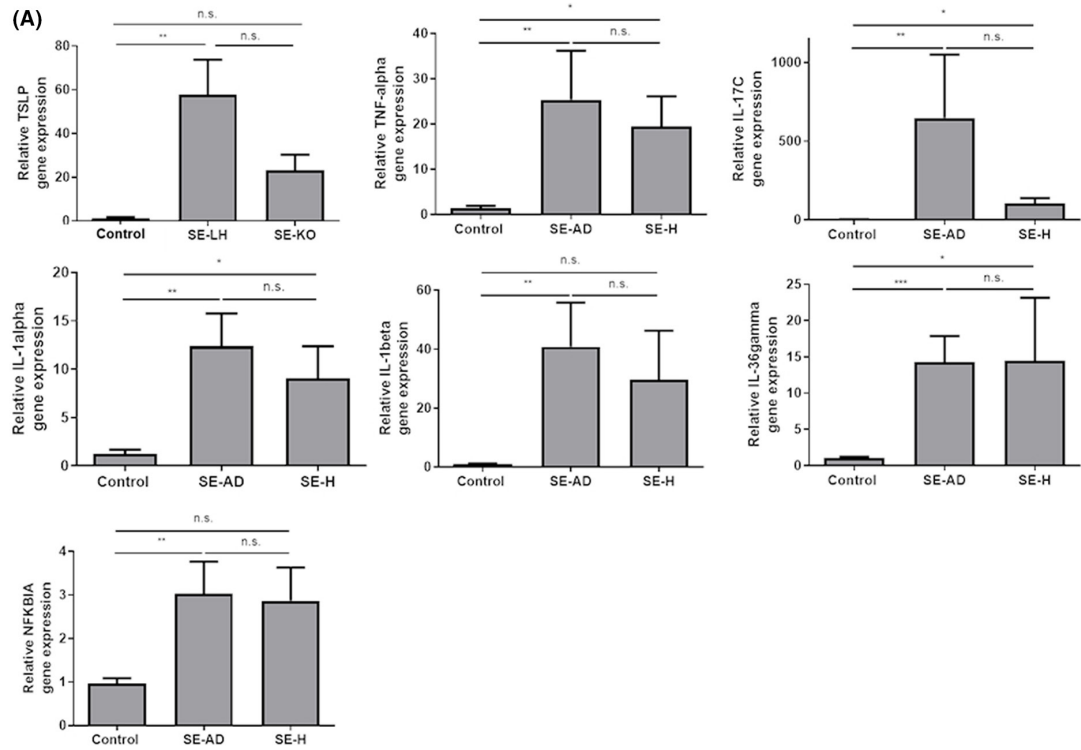 (A)
n.s.
**
n.s.
Relative TSLP
gene expression
80
60
40
20
0
Control
SE-LH
SE-KO
*
**
n.s.
Relative TNF-alpha
gene expression
40
30
20
10
0
Control
SE-AD
SE-H
*
**
n.s.
Relative IL-17C
gene expression
1000
500
0
Control
SE-AD
SE-H
*
**
n.s.
Relative IL-1alpha
gene expression
20
15
10
5
0
Control
SE-AD
SE-H
n.s.
**
n.s.
Relative IL-1beta
gene expression
60
40
20
0
Control
SE-AD
SE-H
*
***
n.s.
Relative IL-36gamma
gene expression
25
20
15
10
5
0
Control
SE-AD
SE-H
n.s.
**
n.s.
Relative NFKBIA
gene expression
4
3
2
1
0
Control
SE-AD
SE-H